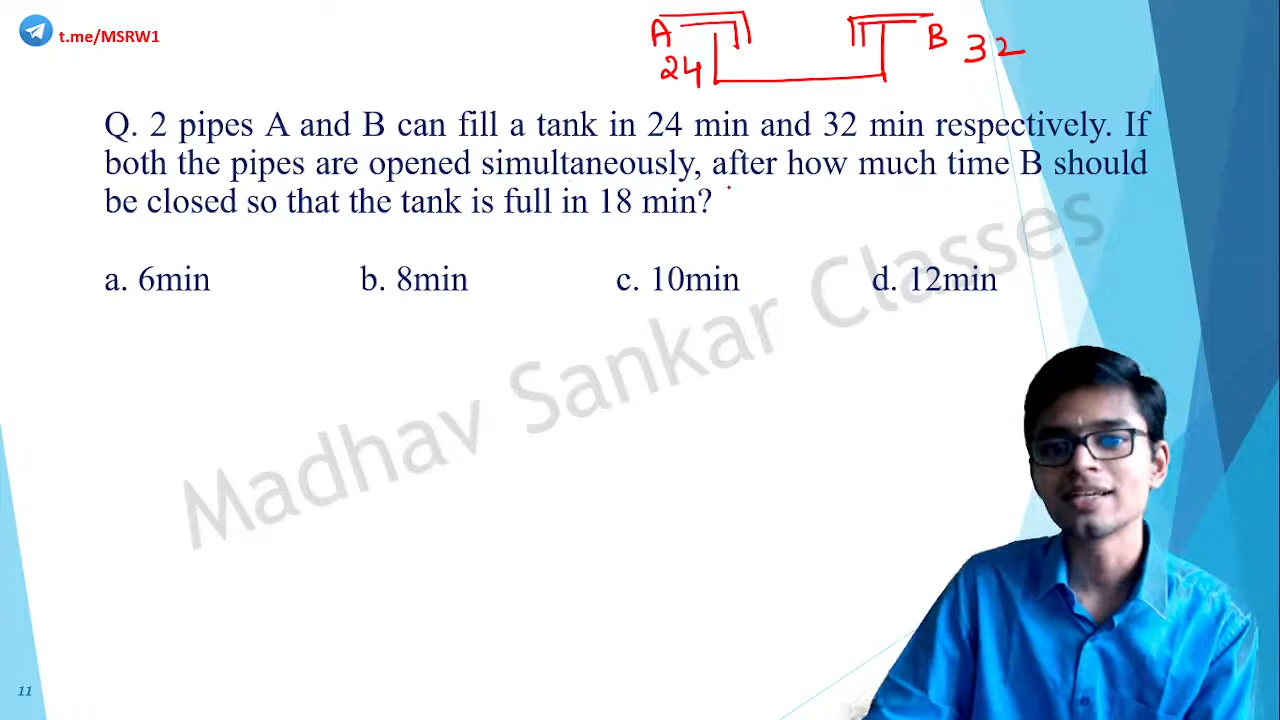 t.me/MSRW1
A B 32
24
Q. 2 pipes A and B can fill a tank in 24 min and 32 min respectively. If
both the pipes are opened simultaneously, after how much time B should
be closed so that the tank is full in 18 min?
a. 6min b. 8min c. 10min d. 12min
Madhav Sankar Classes
11